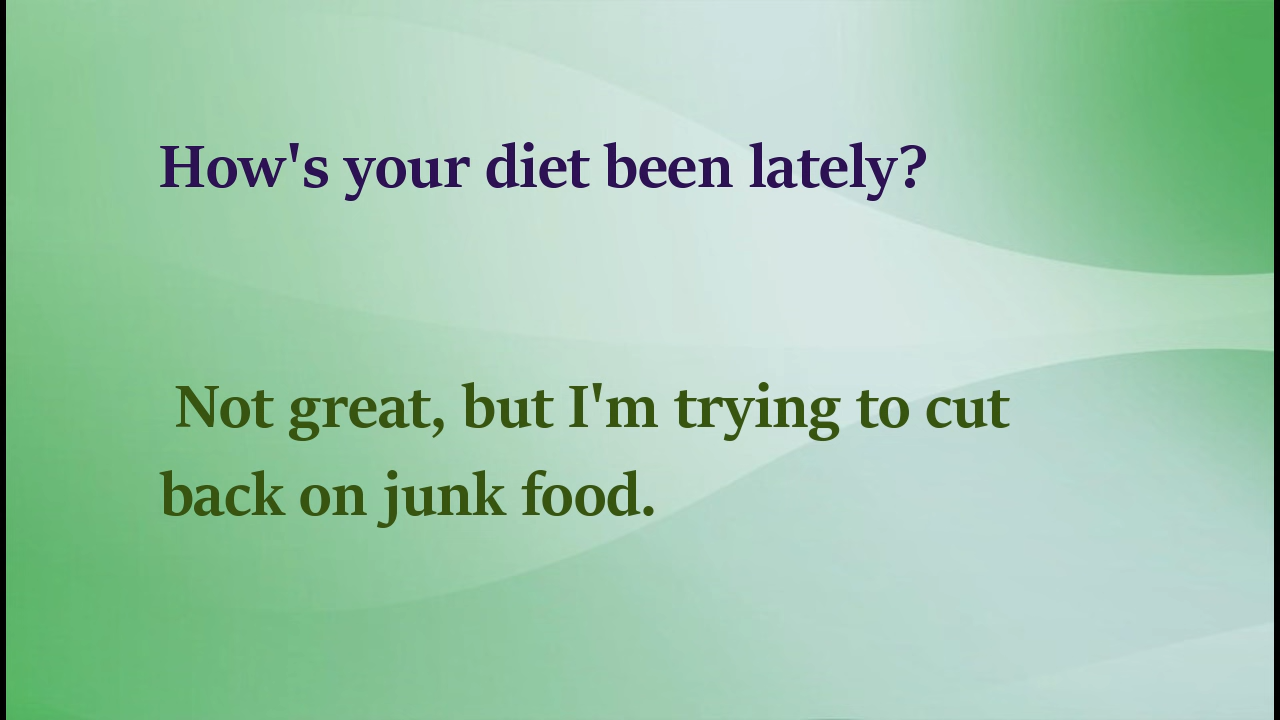 How's your diet been lately?
Not great, but I'm trying to cut
back on junk food.